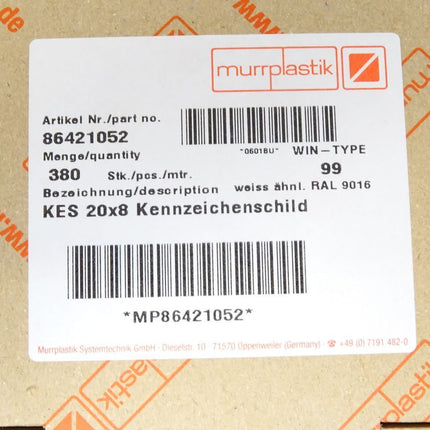 .de
murrplastik
Artikel Nr./part no.
86421052
*06018U* WIN-TYPE
Menge/quantity
380 Stk./pcs./mtr. 99
Bezeichnung/description weiss ähnl. RAL 9016
KES 20x8 Kennzeichenschild
*MP86421052*
Murrplastik Systemtechnik GmbH · Dieselstr. 10 · 71570 Oppenweiler (Germany) ☎ +49 (0) 7191 482-0
plastik